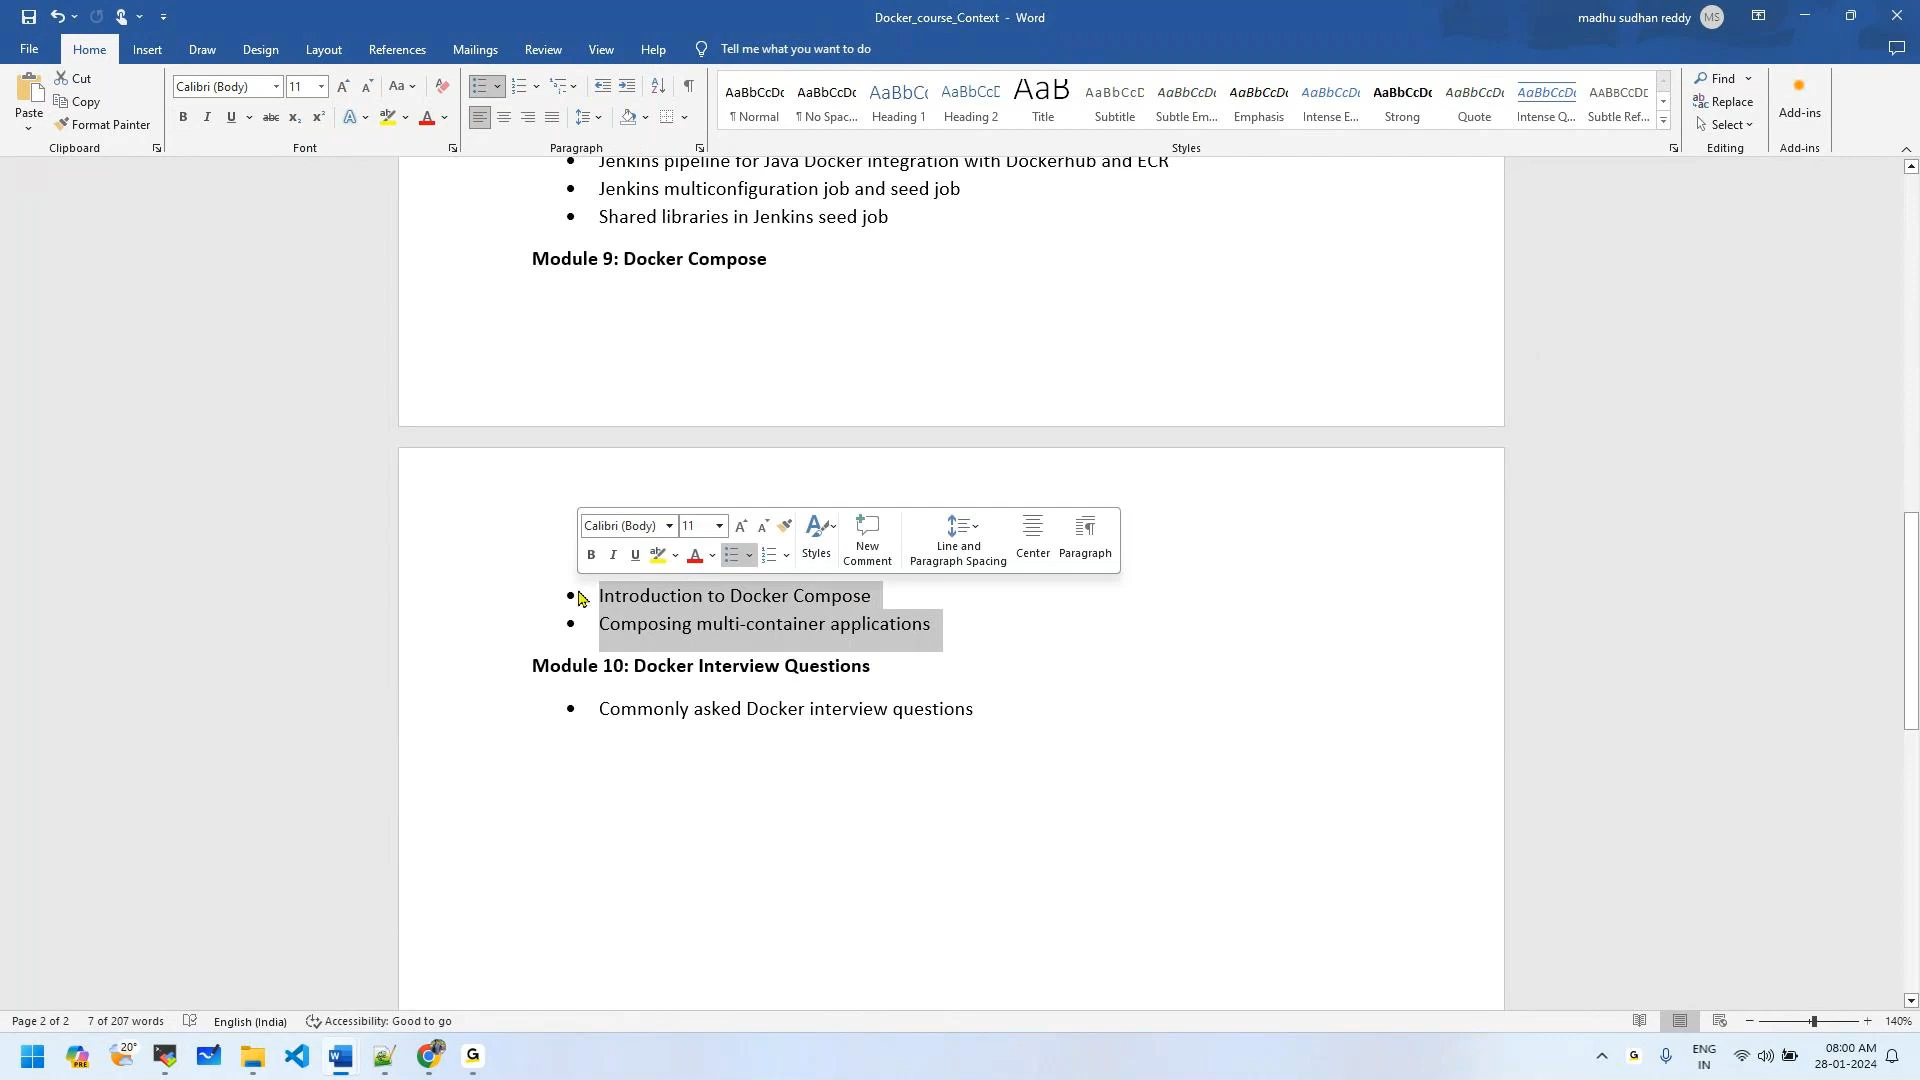 Docker_course_Context - Word
madhu sudhan reddy MS
File Home Insert Draw Design Layout References Mailings Review View Help Tell me what you want to do
Paste
Cut
Copy
Format Painter
Clipboard
Calibri (Body) 11
Font
Paragraph
AaBbCcDc AaBbCcDc AaBbC AaBbCcD AaB AaBbCcD AaBbCcDc AaBbCcDc AaBbCcDc AaBbCcDc AaBbCcDc AaBbCcDc AABBCCDE
¶ Normal ¶ No Spac... Heading 1 Heading 2 Title Subtitle Subtle Em... Emphasis Intense E... Strong Quote Intense Q... Subtle Ref...
Styles
Find
Replace
Select
Editing
Add-ins
Add-ins
• Jenkins pipeline for Java Docker integration with Dockerhub and ECR
• Jenkins multiconfiguration job and seed job
• Shared libraries in Jenkins seed job
Module 9: Docker Compose
Calibri (Body) 11
Styles
New Comment
Line and Paragraph Spacing
Center
Paragraph
• Introduction to Docker Compose
• Composing multi-container applications
Module 10: Docker Interview Questions
• Commonly asked Docker interview questions
Page 2 of 2 7 of 207 words English (India) Accessibility: Good to go 140%
20°
PRE
ENG
IN
08:00 AM
28-01-2024